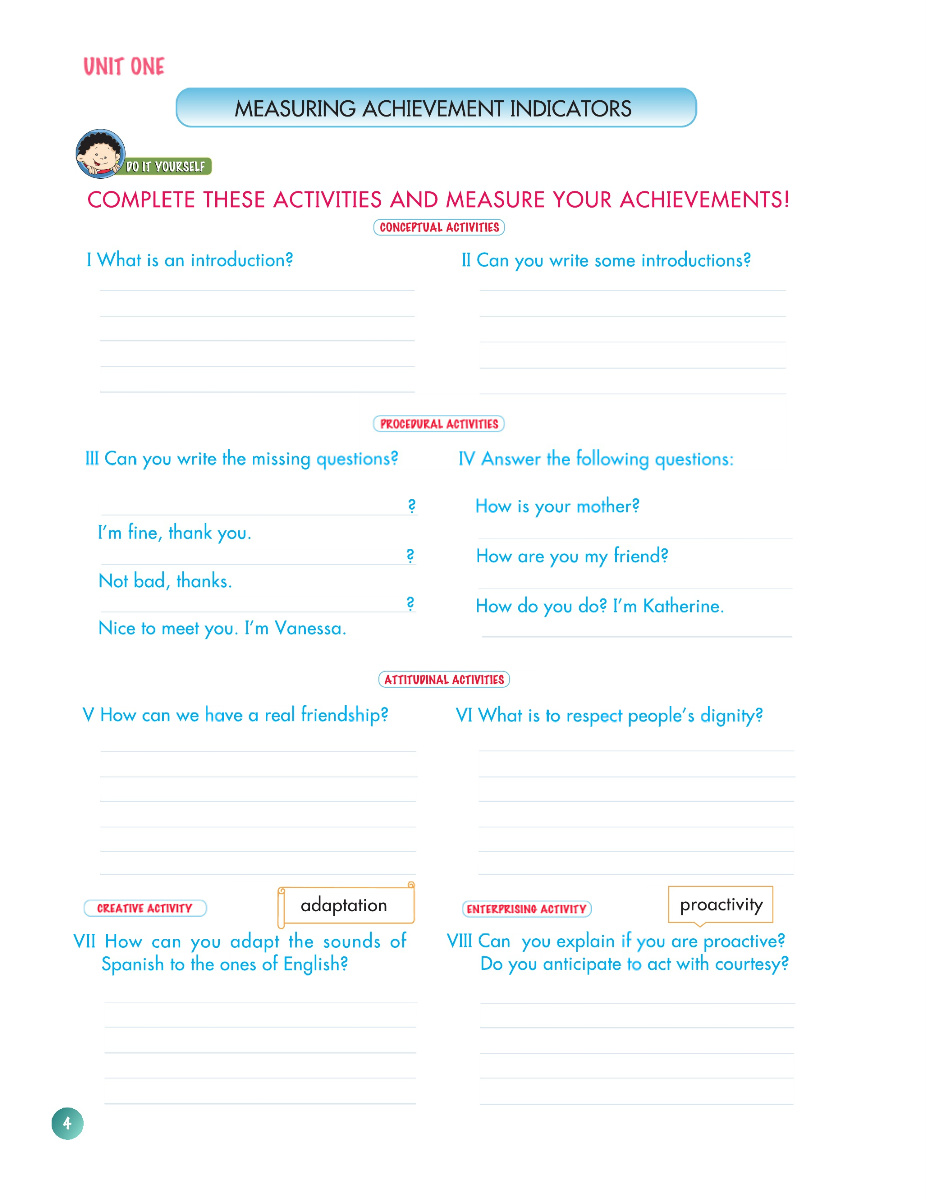 UNIT ONE
MEASURING ACHIEVEMENT INDICATORS
DO IT YOURSELF
COMPLETE THESE ACTIVITIES AND MEASURE YOUR ACHIEVEMENTS!
CONCEPTUAL ACTIVITIES
I What is an introduction?
II Can you write some introductions?
PROCEDURAL ACTIVITIES
III Can you write the missing questions?
?
I'm fine, thank you.
?
Not bad, thanks.
?
Nice to meet you. I'm Vanessa.
IV Answer the following questions:
How is your mother?
How are you my friend?
How do you do? I'm Katherine.
ATTITUDINAL ACTIVITIES
V How can we have a real friendship?
VI What is to respect people's dignity?
CREATIVE ACTIVITY
adaptation
VII How can you adapt the sounds of
Spanish to the ones of English?
ENTERPRISING ACTIVITY
proactivity
VIII Can you explain if you are proactive?
Do you anticipate to act with courtesy?
4